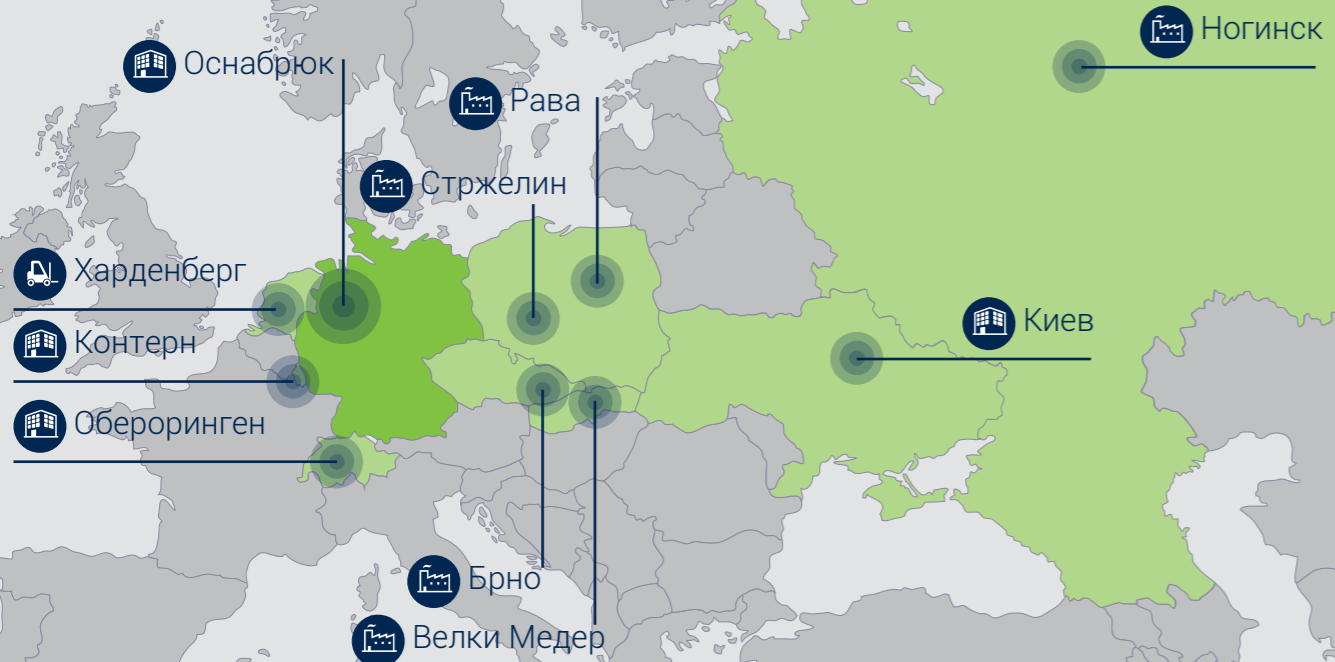 Ногинск
Оснабрюк
Рава
Стржелин
Харденберг
Киев
Контерн
Обероринген
Брно
Велки Медер